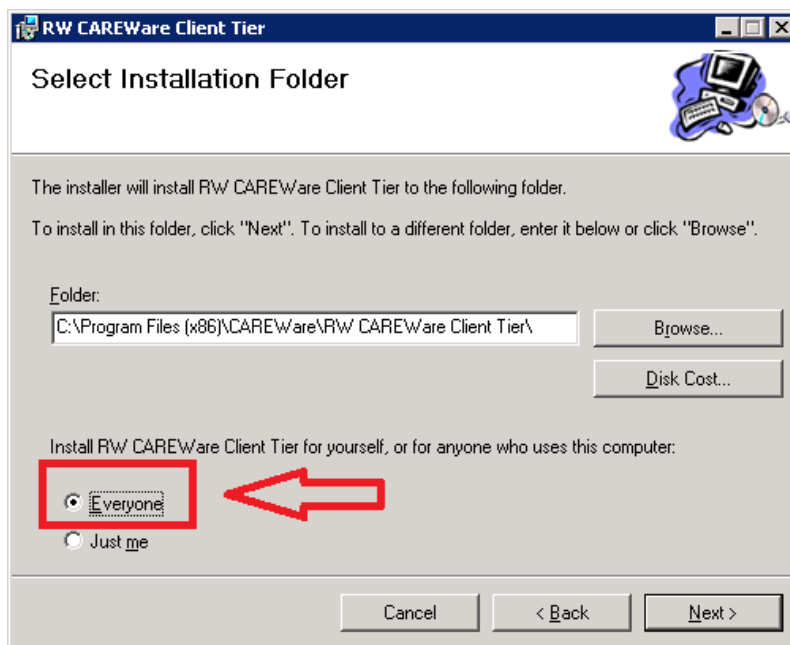 RW CAREWare Client Tier
Select Installation Folder
The installer will install RW CAREWare Client Tier to the following folder.
To install in this folder, click "Next". To install to a different folder, enter it below or click "Browse".
Folder:
C:\Program Files (x86)\CAREWare\RW CAREWare Client Tier\
Browse...
Disk Cost...
Install RW CAREWare Client Tier for yourself, or for anyone who uses this computer:
Everyone
Just me
Cancel < Back Next >